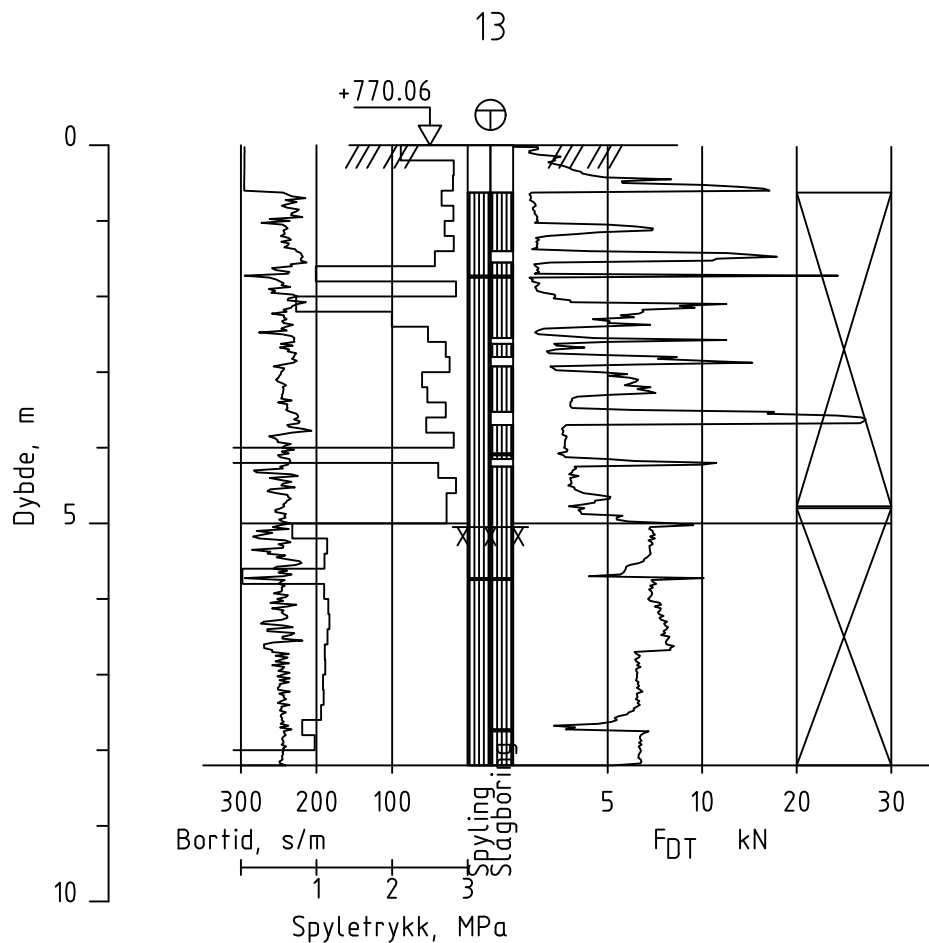 13
+770.06
0
Dybde, m
5
10
300 200 100
Bortid, s/m
1 2 3
Spyletrykk, MPa
Spyling
Slagboring
5 10 20 30
FDT kN